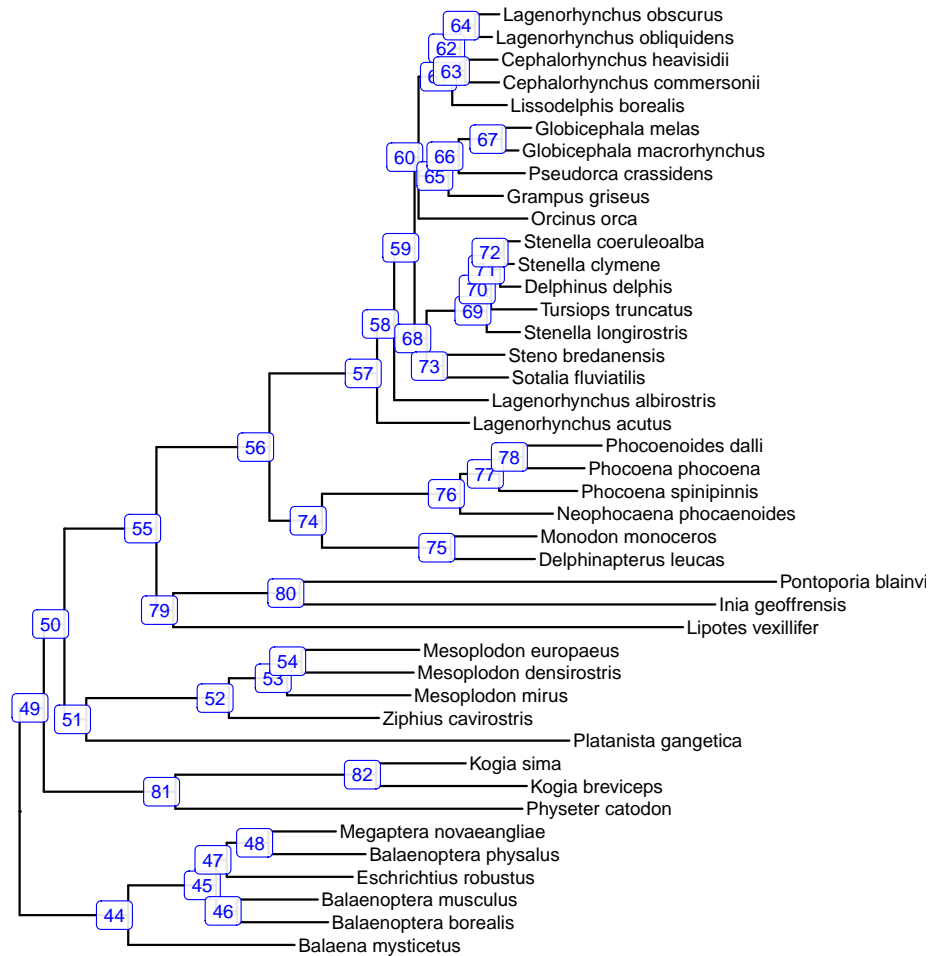 Lagenorhynchus obscurus
64
Lagenorhynchus obliquidens
62
Cephalorhynchus heavisidii
63
Cephalorhynchus commersonii
Lissodelphis borealis
Globicephala melas
67
Globicephala macrorhynchus
60
66
Pseudorca crassidens
65
Grampus griseus
Orcinus orca
59
Stenella coeruleoalba
72
Stenella clymene
71
Delphinus delphis
70
Tursiops truncatus
69
58
Stenella longirostris
68
Steno bredanensis
73
57
Sotalia fluviatilis
Lagenorhynchus albirostris
Lagenorhynchus acutus
56
Phocoenoides dalli
78
Phocoena phocoena
77
Phocoena spinipinnis
76
Neophocaena phocaenoides
74
55
Monodon monoceros
75
Delphinapterus leucas
Pontoporia blainvi
80
Inia geoffrensis
79
50
Lipotes vexillifer
Mesoplodon europaeus
54
Mesoplodon densirostris
53
Mesoplodon mirus
52
49
Ziphius cavirostris
51
Platanista gangetica
Kogia sima
82
Kogia breviceps
81
Physeter catodon
Megaptera novaeangliae
48
Balaenoptera physalus
47
Eschrichtius robustus
45
Balaenoptera musculus
46
44
Balaenoptera borealis
Balaena mysticetus